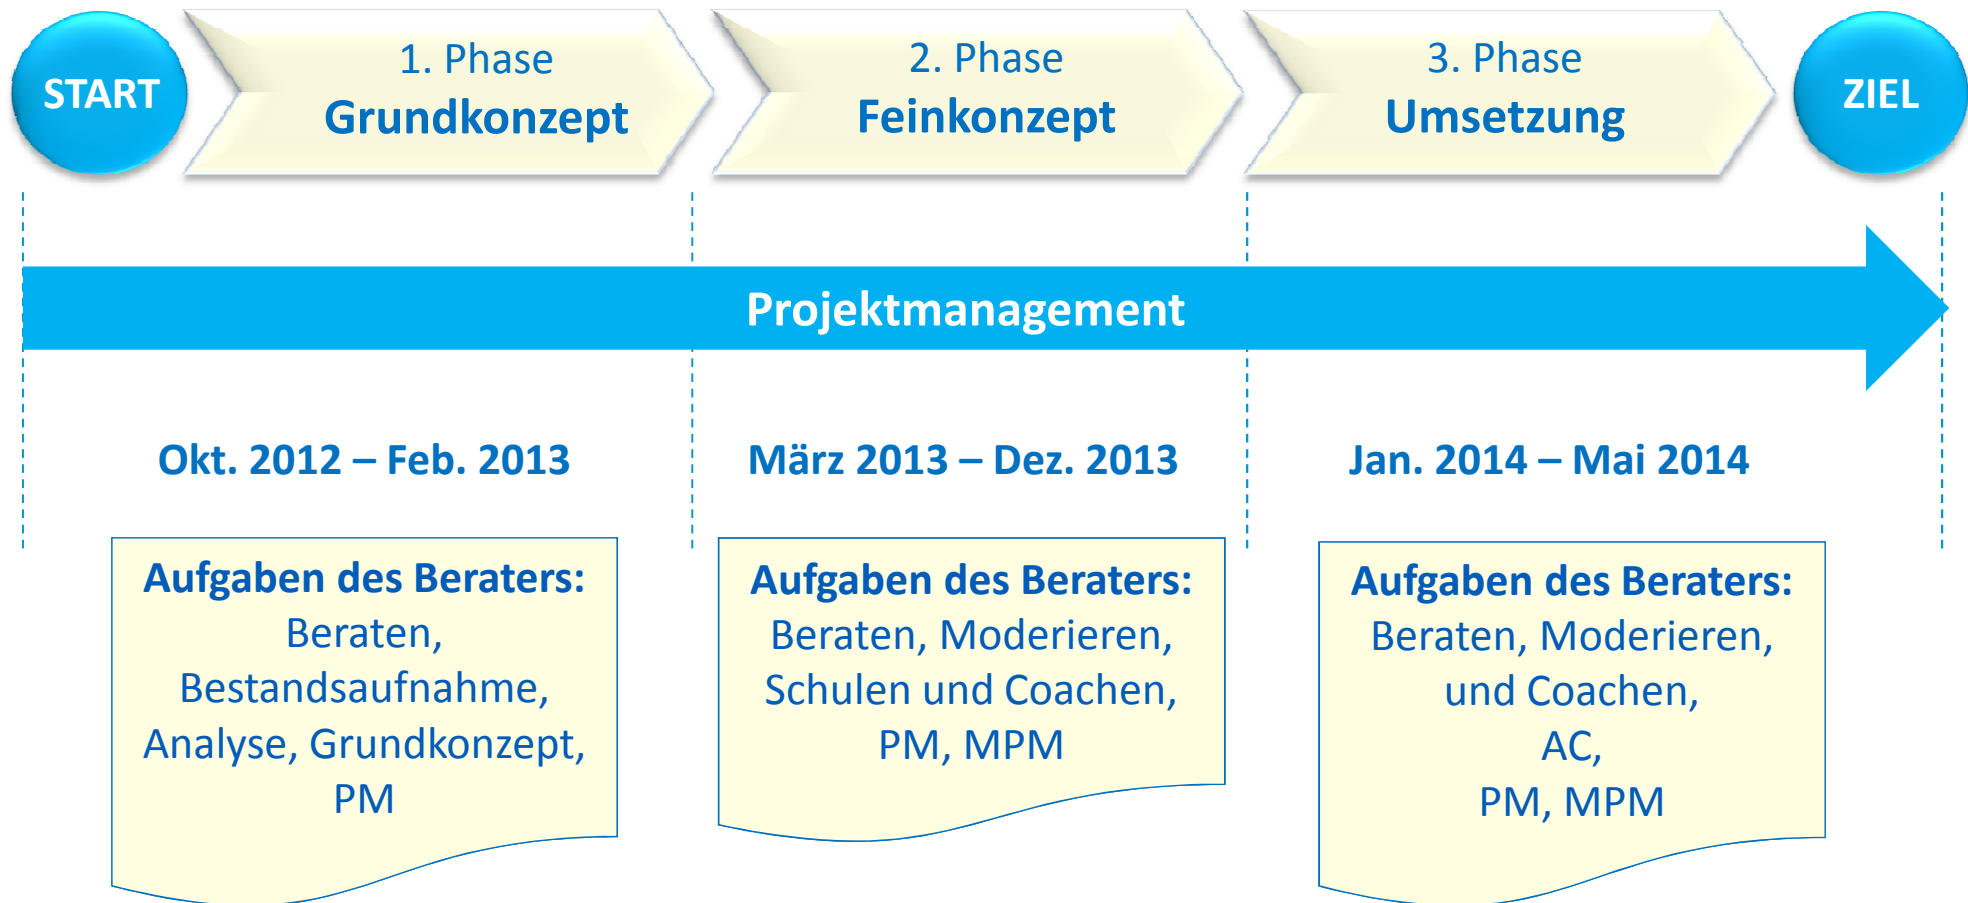 START
1. Phase
Grundkonzept
2. Phase
Feinkonzept
3. Phase
Umsetzung
ZIEL
Projektmanagement
Okt. 2012 – Feb. 2013
März 2013 – Dez. 2013
Jan. 2014 – Mai 2014
Aufgaben des Beraters:
Beraten,
Bestandsaufnahme,
Analyse, Grundkonzept,
PM
Aufgaben des Beraters:
Beraten, Moderieren,
Schulen und Coachen,
PM, MPM
Aufgaben des Beraters:
Beraten, Moderieren,
und Coachen,
AC,
PM, MPM